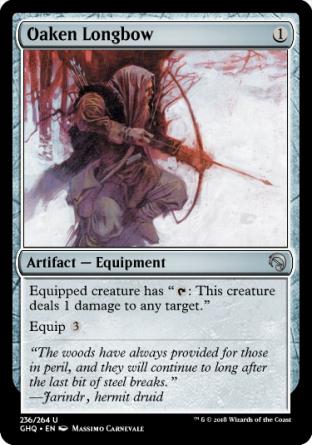 Oaken Longbow 1
Artifact — Equipment
Equipped creature has “T: This creature
deals 1 damage to any target.”
Equip 3
“The woods have always provided for those
in peril, and they will continue to long after
the last bit of steel breaks.”
—Jarindr, hermit druid
236/264 U
GHQ • EN Massimo Carnevale
™ & © 2018 Wizards of the Coast